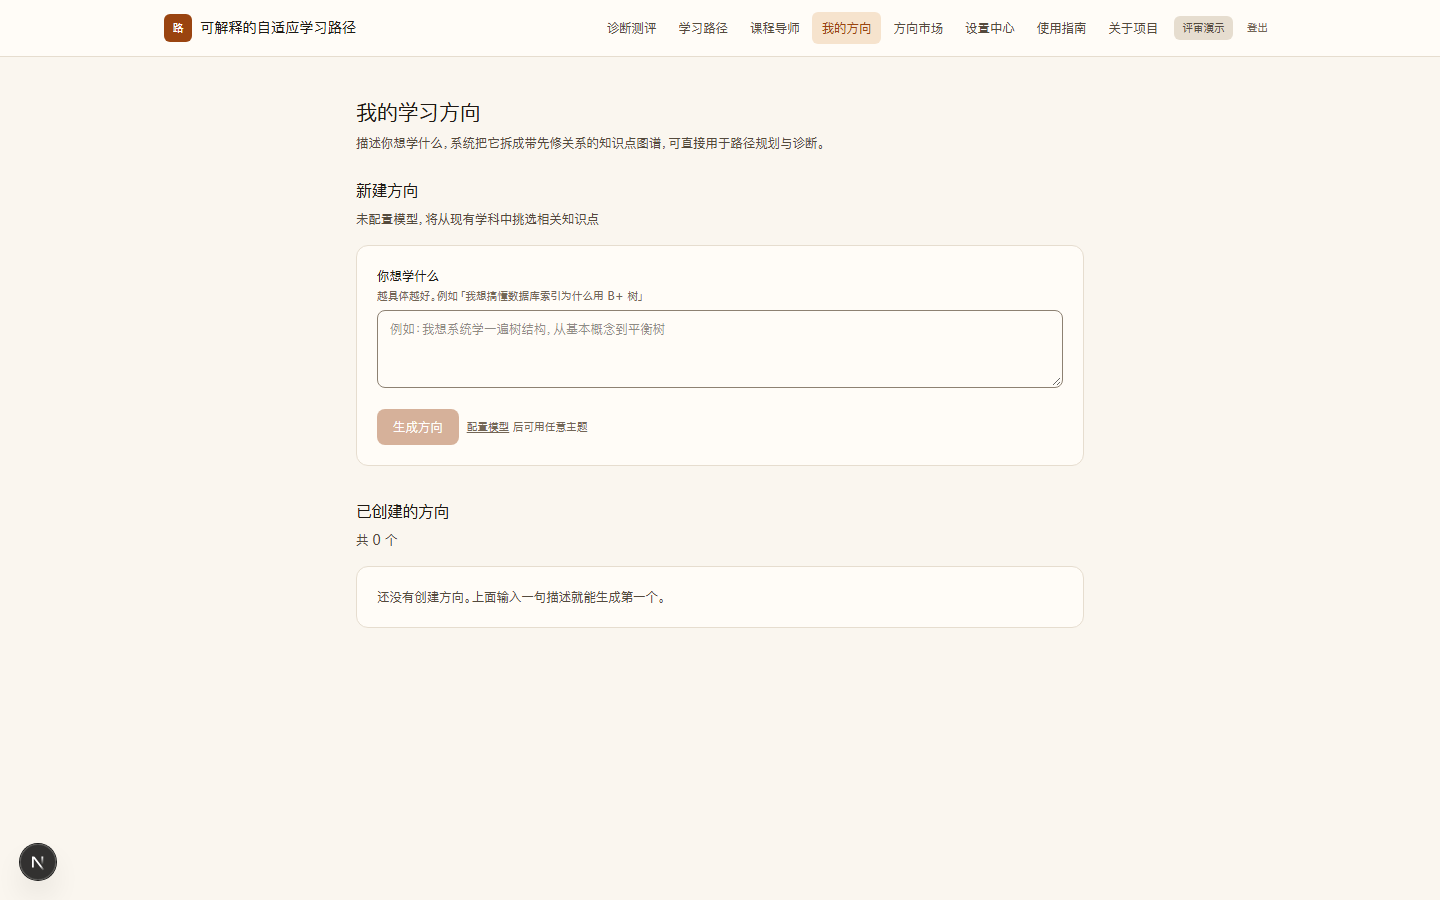 路 可解释的自适应学习路径 诊断测评 学习路径 课程导师 我的方向 方向市场 设置中心 使用指南 关于项目 评审演示 登出
我的学习方向
描述你想学什么，系统把它拆成带先修关系的知识点图谱，可直接用于路径规划与诊断。
新建方向
未配置模型，将从现有学科中挑选相关知识点
你想学什么
越具体越好。例如「我想搞懂数据库索引为什么用 B+ 树」
例如：我想系统学一遍树结构，从基本概念到平衡树
生成方向 配置模型 后可用任意主题
已创建的方向
共 0 个
还没有创建方向。上面输入一句描述就能生成第一个。
N